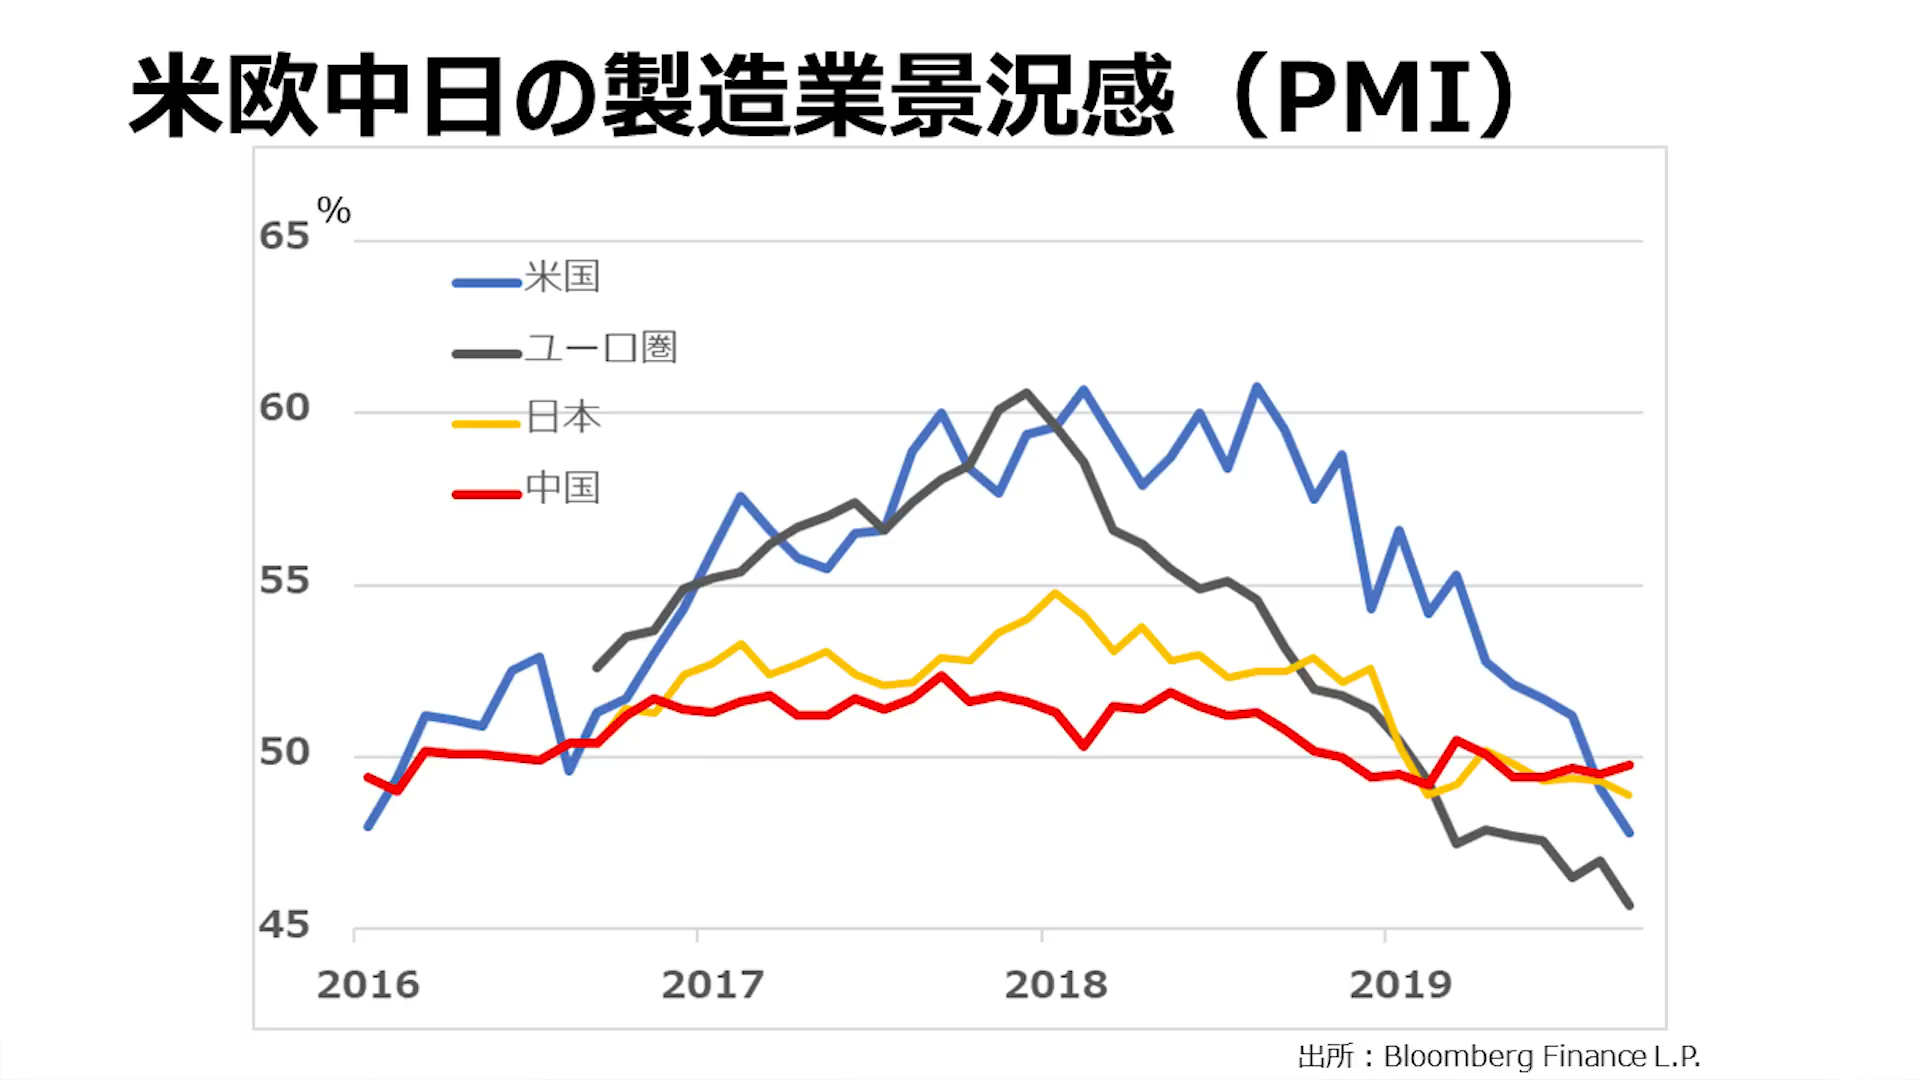 米欧中日の製造業景況感（PMI）
%
65
60
55
50
45
米国
ユーロ圏
日本
中国
2016 2017 2018 2019
出所：Bloomberg Finance L.P.